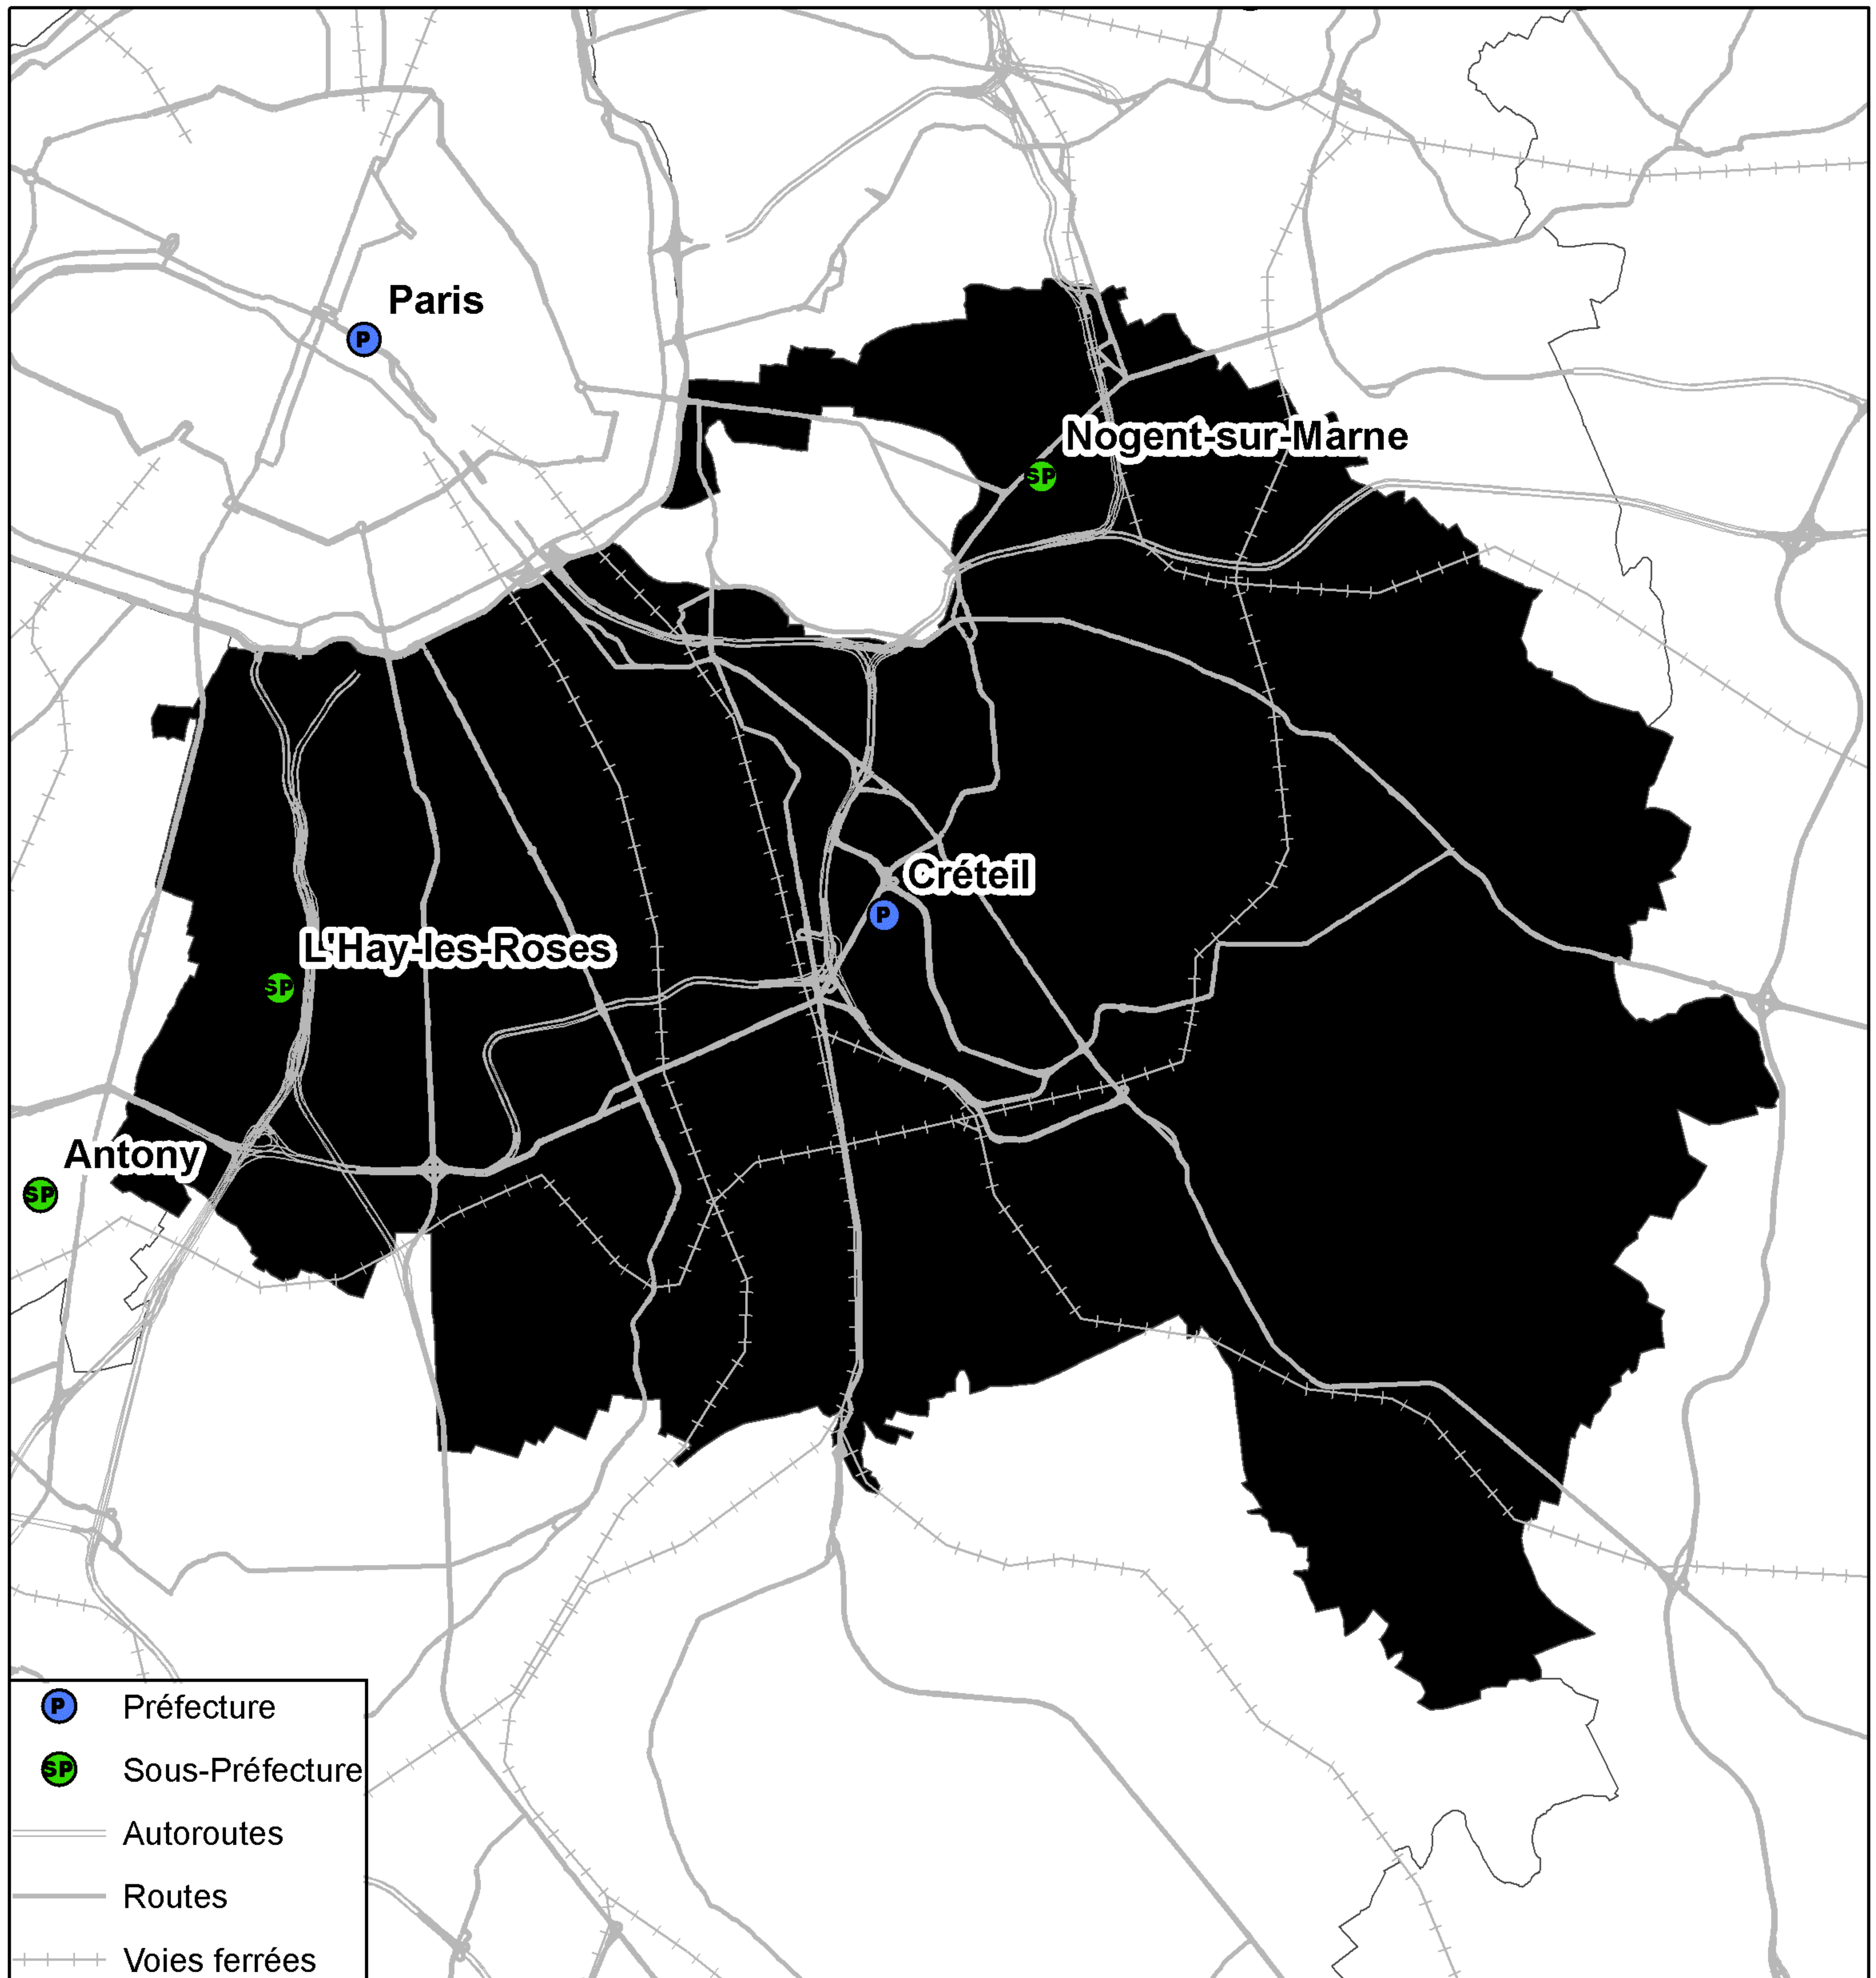 Paris
P
Nogent-sur-Marne
SP
Créteil
P
L'Hay-les-Roses
SP
Antony
SP
P Préfecture
SP Sous-Préfecture
Autoroutes
Routes
Voies ferrées